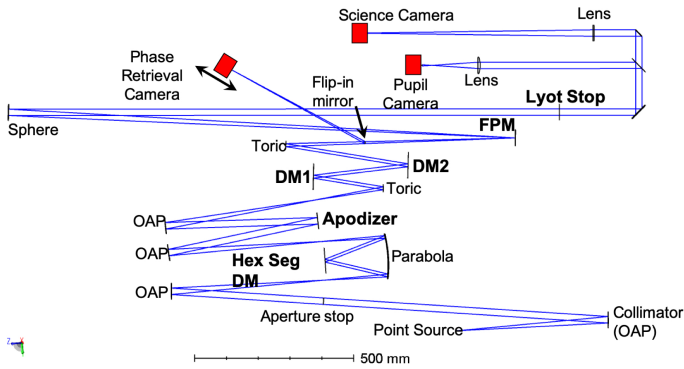 Science Camera
Lens
Phase
Retrieval
Camera
Flip-in
mirror
Pupil
Camera
Lens
Lyot Stop
Sphere
FPM
Toric
DM1
DM2
Toric
OAP
Apodizer
OAP
Hex Seg
DM
Parabola
OAP
Aperture stop
Point Source
Collimator
(OAP)
500 mm